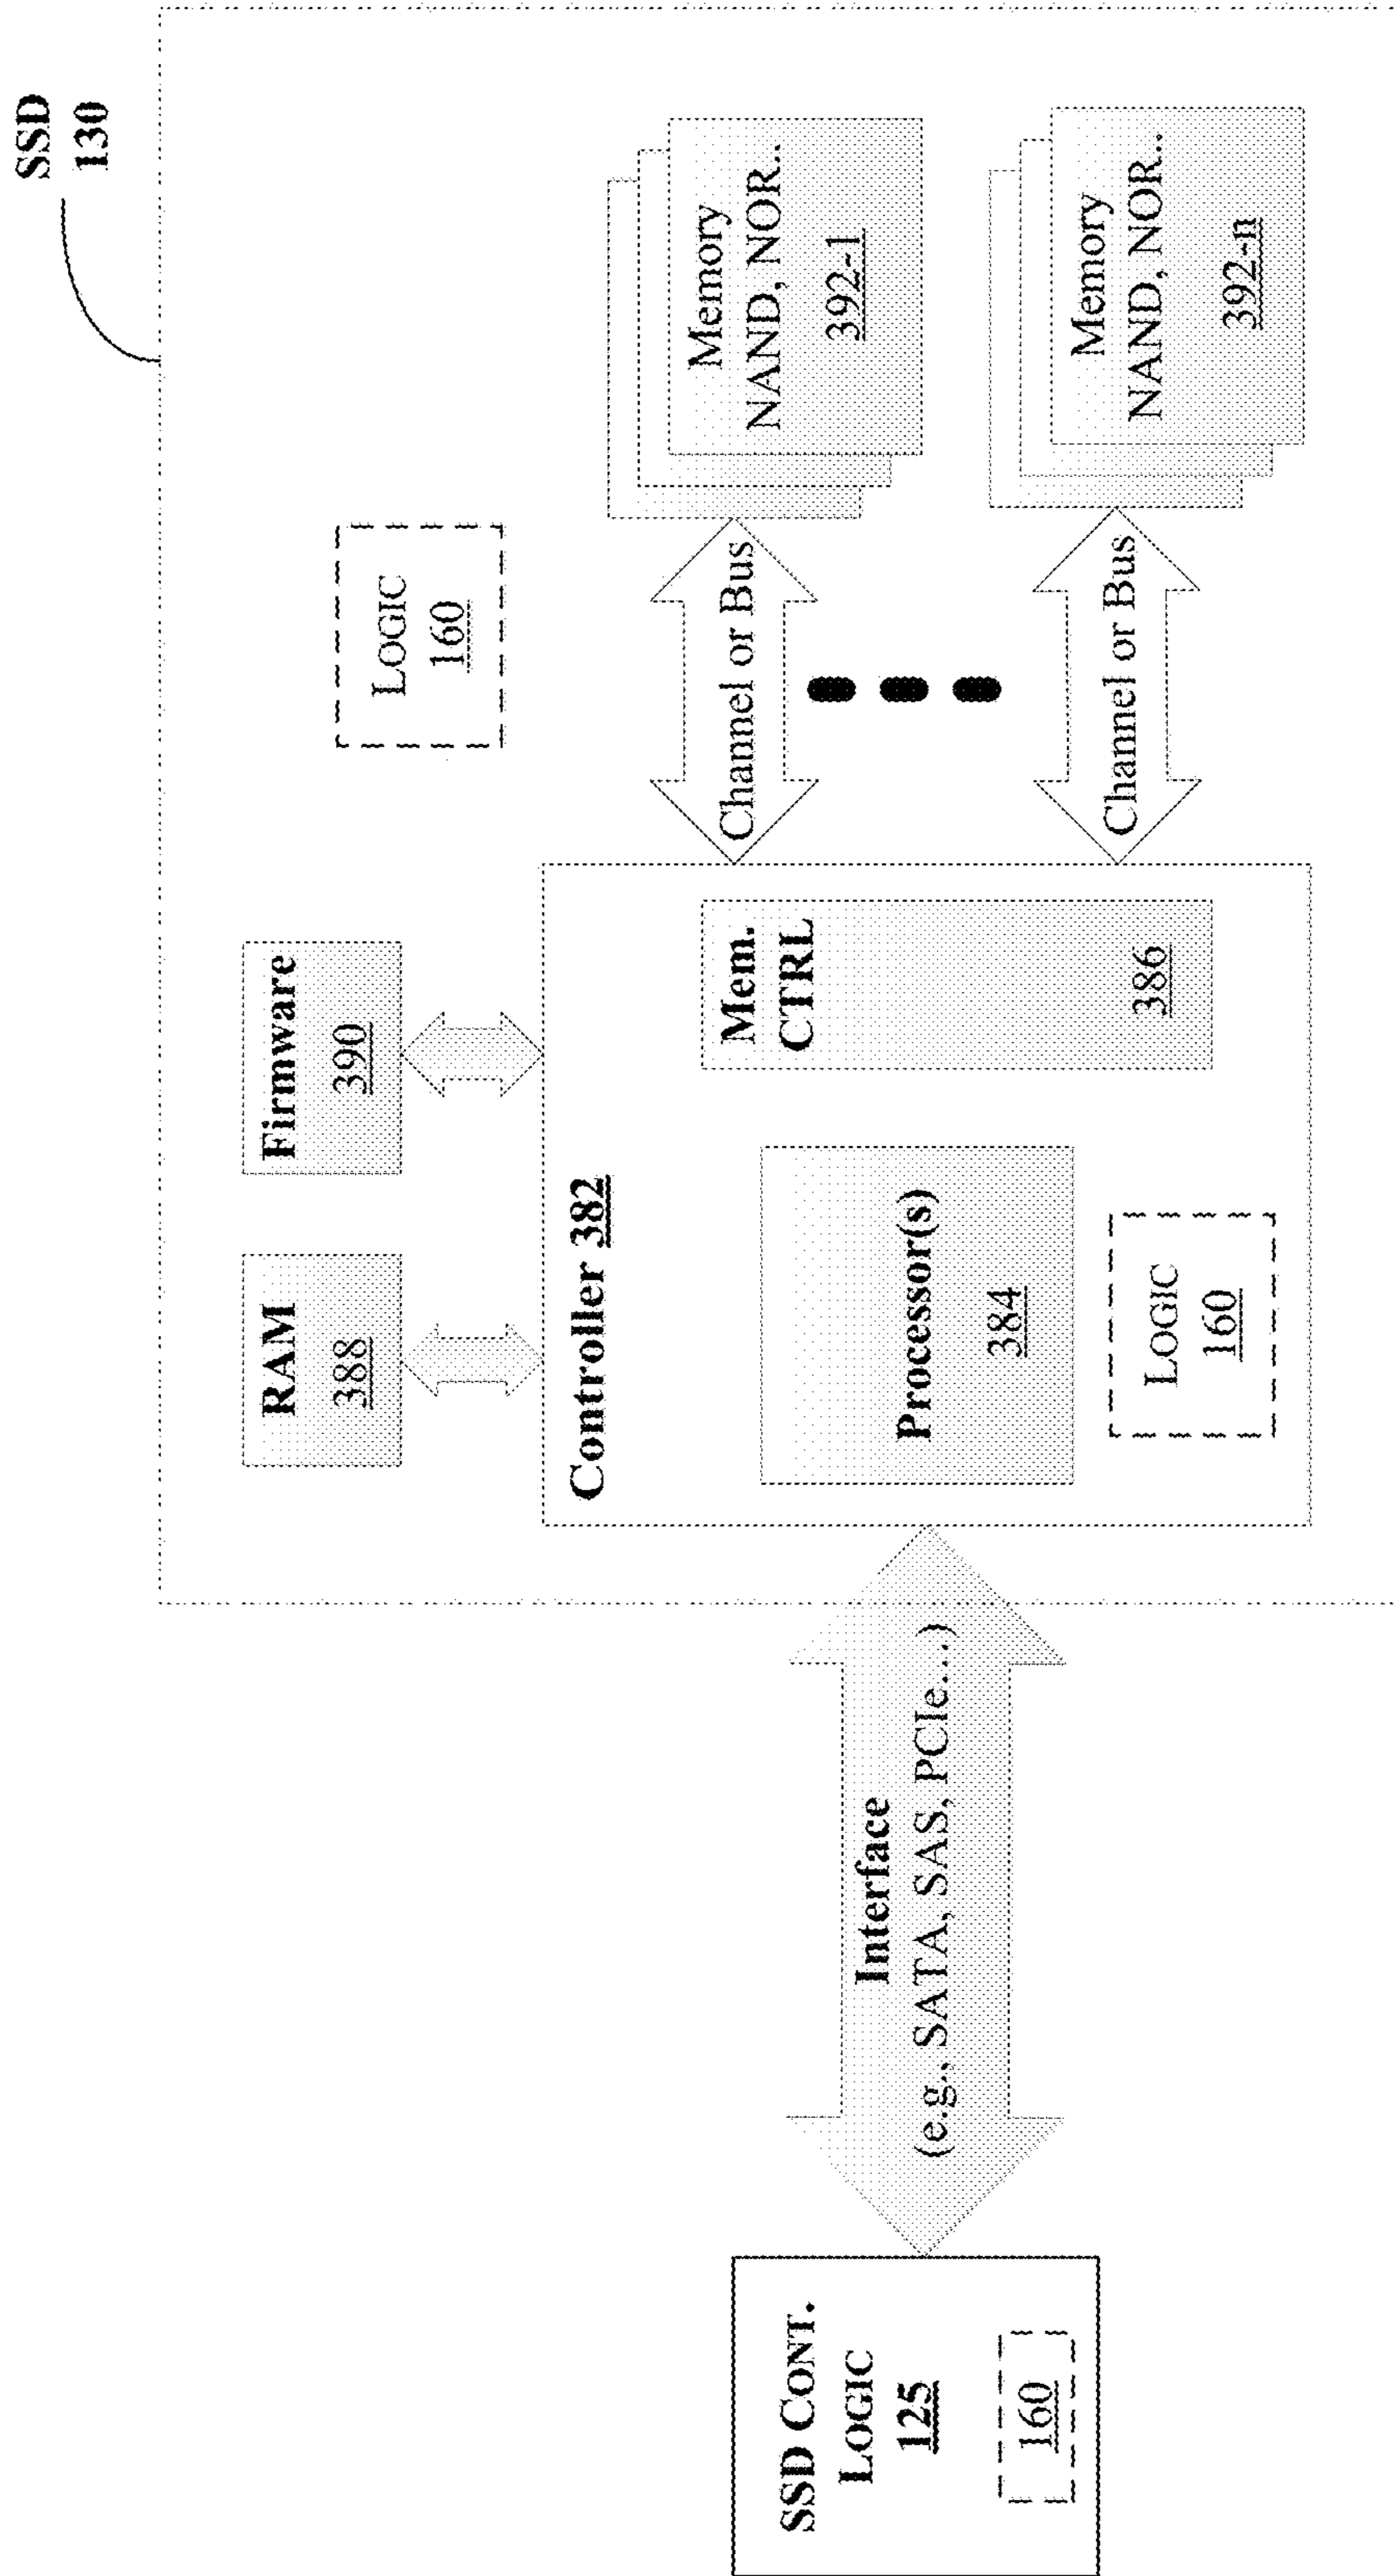 SSD
130
RAM
388
Firmware
390
LOGIC
160
Controller 382
Processor(s)
384
LOGIC
160
Mem.
CTRL
386
Channel or Bus
Channel or Bus
Memory
NAND, NOR..
392-1
Memory
NAND, NOR..
392-n
Interface
(e.g., SATA, SAS, PCIe....)
SSD CONT.
LOGIC
125
160